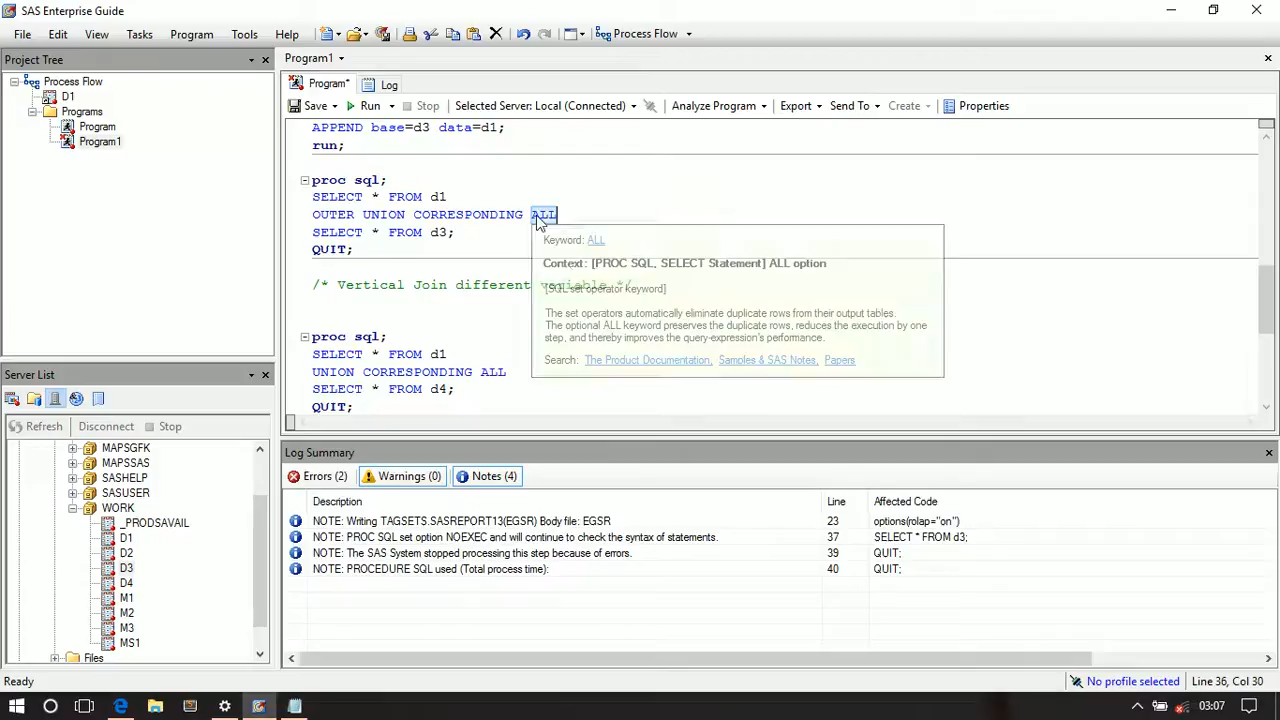 SAS Enterprise Guide
File Edit View Tasks Program Tools Help Process Flow
Project Tree
Process Flow
D1
Programs
Program
Program1
Program1
Program* Log
Save Run Stop Selected Server: Local (Connected) Analyze Program Export Send To Create Properties
APPEND base=d3 data=d1;
run;
proc sql;
SELECT * FROM d1
OUTER UNION CORRESPONDING ALL
SELECT * FROM d3;
QUIT;
/* Vertical Join different variable */
proc sql;
SELECT * FROM d1
UNION CORRESPONDING ALL
SELECT * FROM d4;
QUIT;
Keyword: ALL
Context: [PROC SQL, SELECT Statement] ALL option
[SQL set operator keyword]
The set operators automatically eliminate duplicate rows from their output tables.
The optional ALL keyword preserves the duplicate rows, reduces the execution by one
step, and thereby improves the query-expression's performance.
Search: The Product Documentation, Samples & SAS Notes, Papers
Server List
Refresh Disconnect Stop
MAPSGFK
MAPSSAS
SASHELP
SASUSER
WORK
_PRODSAVAIL
D1
D2
D3
D4
M1
M2
M3
MS1
Files
Log Summary
Errors (2) Warnings (0) Notes (4)
Description Line Affected Code
NOTE: Writing TAGSETS.SASREPORT13(EGSR) Body file: EGSR 23 options(rolap="on")
NOTE: PROC SQL set option NOEXEC and will continue to check the syntax of statements. 37 SELECT * FROM d3;
NOTE: The SAS System stopped processing this step because of errors. 39 QUIT;
NOTE: PROCEDURE SQL used (Total process time): 40 QUIT;
Ready No profile selected Line 36, Col 30
03:07